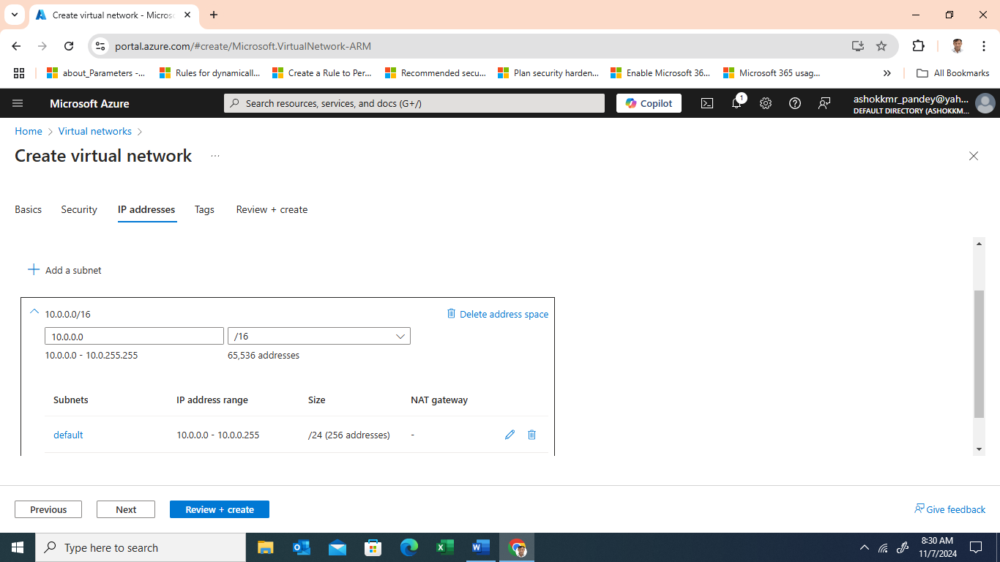 Create virtual network - Micros
portal.azure.com/#create/Microsoft.VirtualNetwork-ARM
about_Parameters -... Rules for dynamicall... Create a Rule to Per... Recommended secu... Plan security harden... Enable Microsoft 36... Microsoft 365 usag... » All Bookmarks
Microsoft Azure Search resources, services, and docs (G+/) Copilot 1 ashokkmr_pandey@yah...
DEFAULT DIRECTORY (ASHOKKM...
Home > Virtual networks >
Create virtual network ...
Basics Security IP addresses Tags Review + create
Add a subnet
10.0.0.0/16 Delete address space
10.0.0.0 /16
10.0.0.0 - 10.0.255.255 65,536 addresses
Subnets IP address range Size NAT gateway
default 10.0.0.0 - 10.0.0.255 /24 (256 addresses) -
Previous Next Review + create Give feedback
Type here to search
8:30 AM
11/7/2024